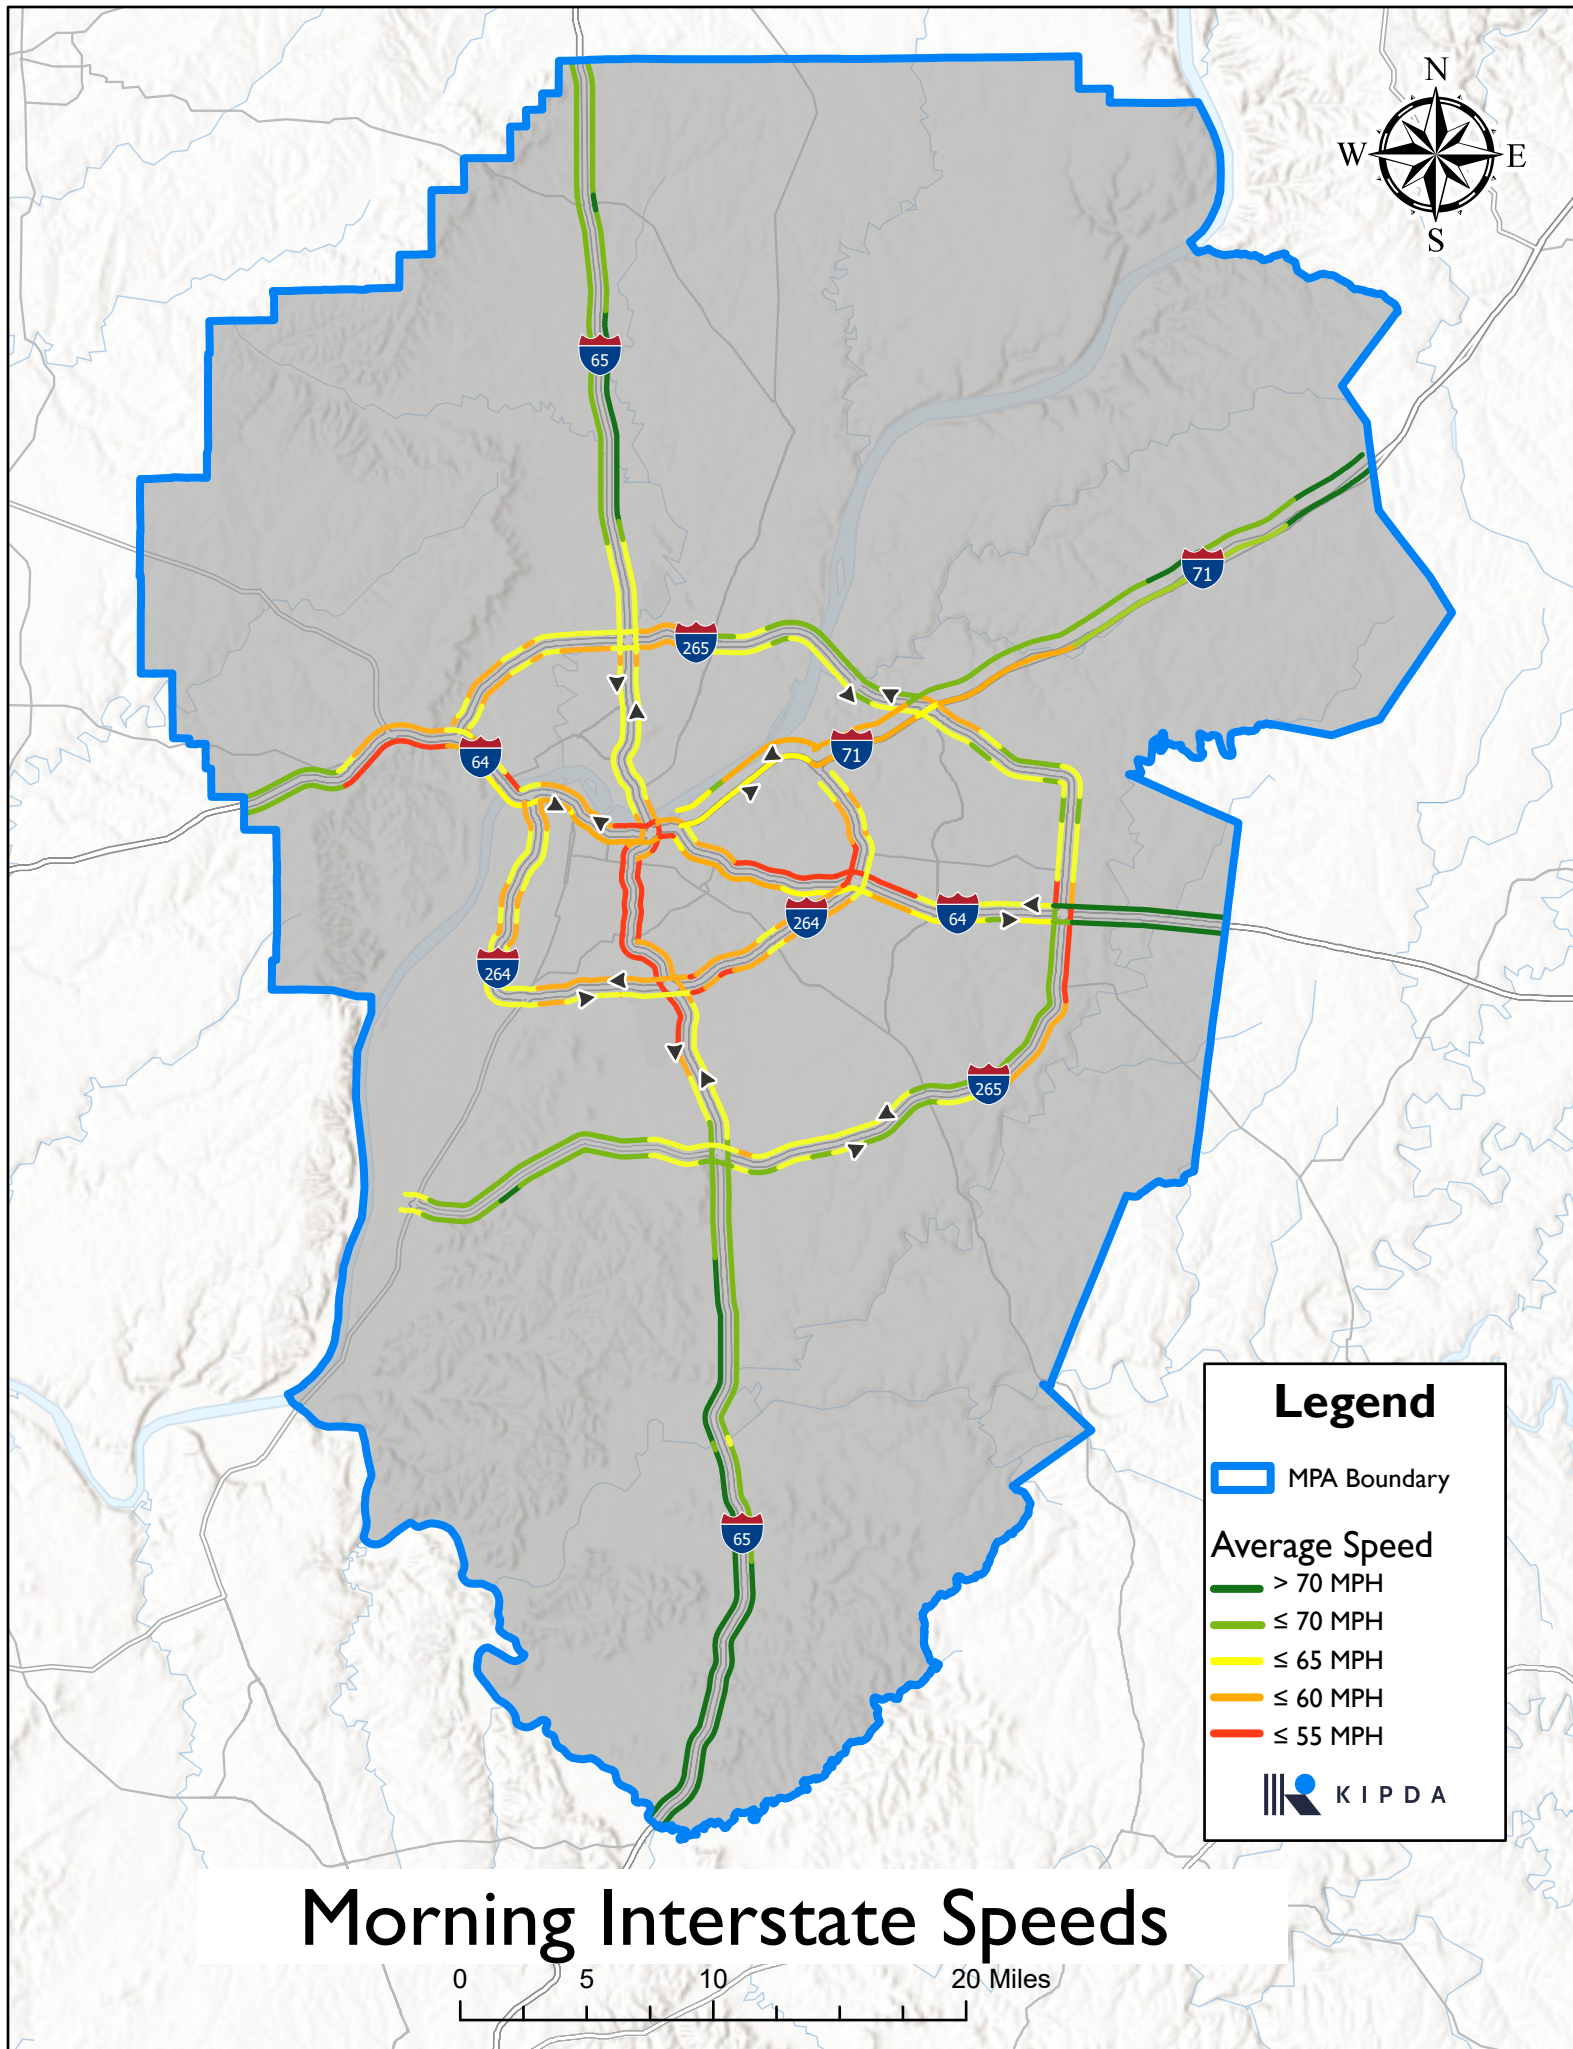 N
W E
S
65
71
265
71
64
264
64
264
265
65
Legend
MPA Boundary
Average Speed
> 70 MPH
≤ 70 MPH
≤ 65 MPH
≤ 60 MPH
≤ 55 MPH
KIPDA
Morning Interstate Speeds
0 5 10 20 Miles